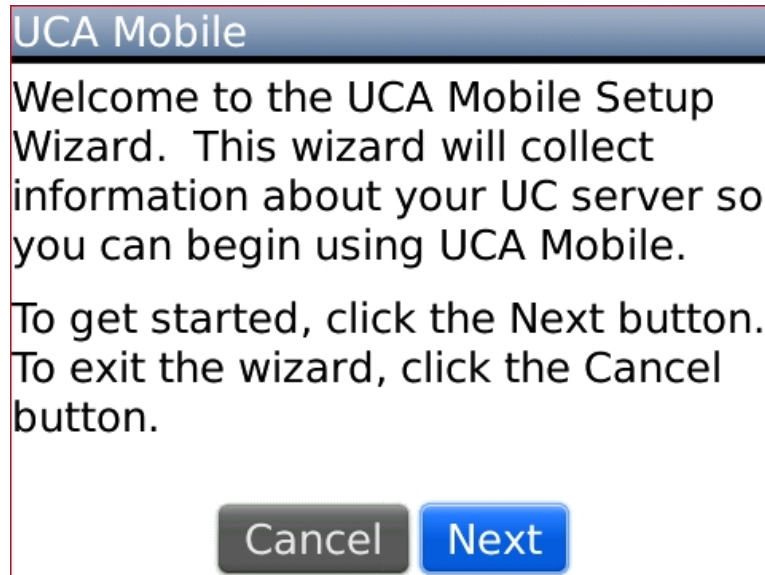 UCA Mobile
Welcome to the UCA Mobile Setup
Wizard.  This wizard will collect
information about your UC server so
you can begin using UCA Mobile.
To get started, click the Next button.
To exit the wizard, click the Cancel
button.
Cancel Next